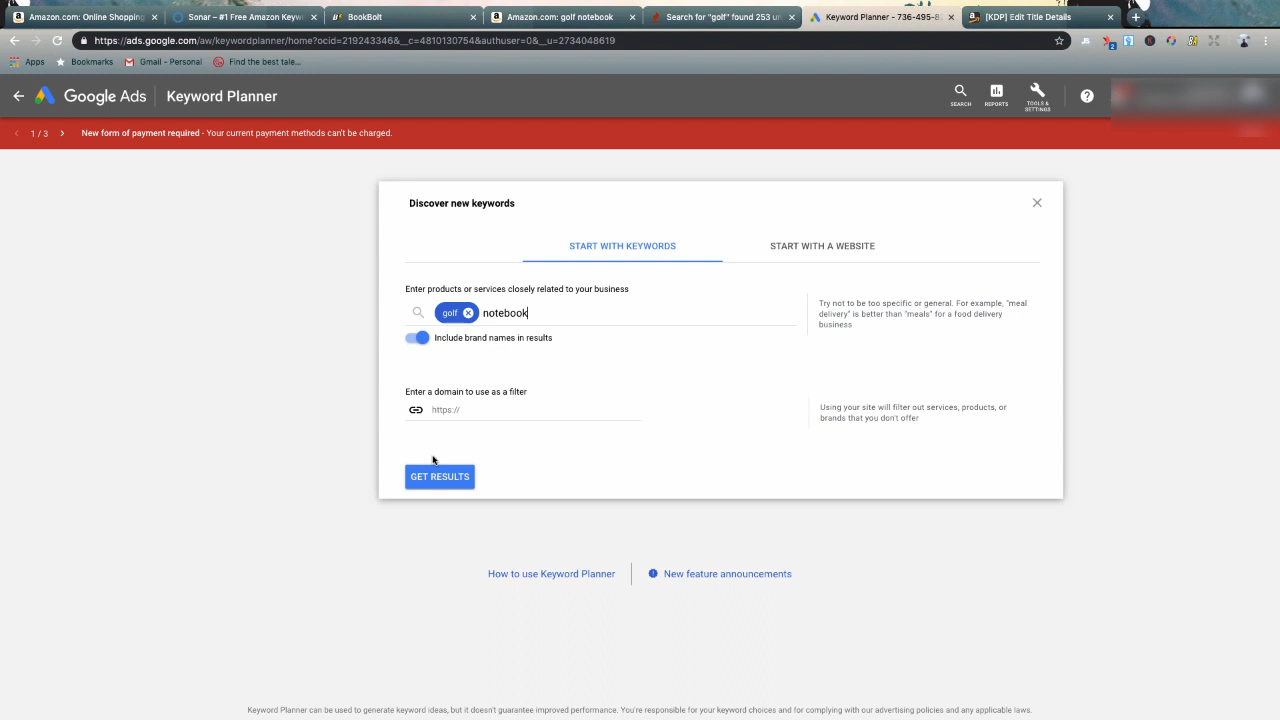 Amazon.com: Online Shopping
Sonar – #1 Free Amazon Keyw
BookBolt
Amazon.com: golf notebook
Search for "golf" found 253 un
Keyword Planner - 736-495-8
[KDP] Edit Title Details
https://ads.google.com/aw/keywordplanner/home?ocid=219243346&__c=4810130754&authuser=0&__u=2734048619
Apps
Bookmarks
Gmail - Personal
Find the best tale...
Google Ads
Keyword Planner
SEARCH
REPORTS
TOOLS &
SETTINGS
1 / 3
New form of payment required - Your current payment methods can't be charged.
Discover new keywords
START WITH KEYWORDS
START WITH A WEBSITE
Enter products or services closely related to your business
golf notebook
Try not to be too specific or general. For example, "meal
delivery" is better than "meals" for a food delivery
business
Include brand names in results
Enter a domain to use as a filter
https://
Using your site will filter out services, products, or
brands that you don't offer
GET RESULTS
How to use Keyword Planner
New feature announcements
Keyword Planner can be used to generate keyword ideas, but it doesn't guarantee improved performance. You're responsible for your keyword choices and for complying with our advertising policies and any applicable laws.